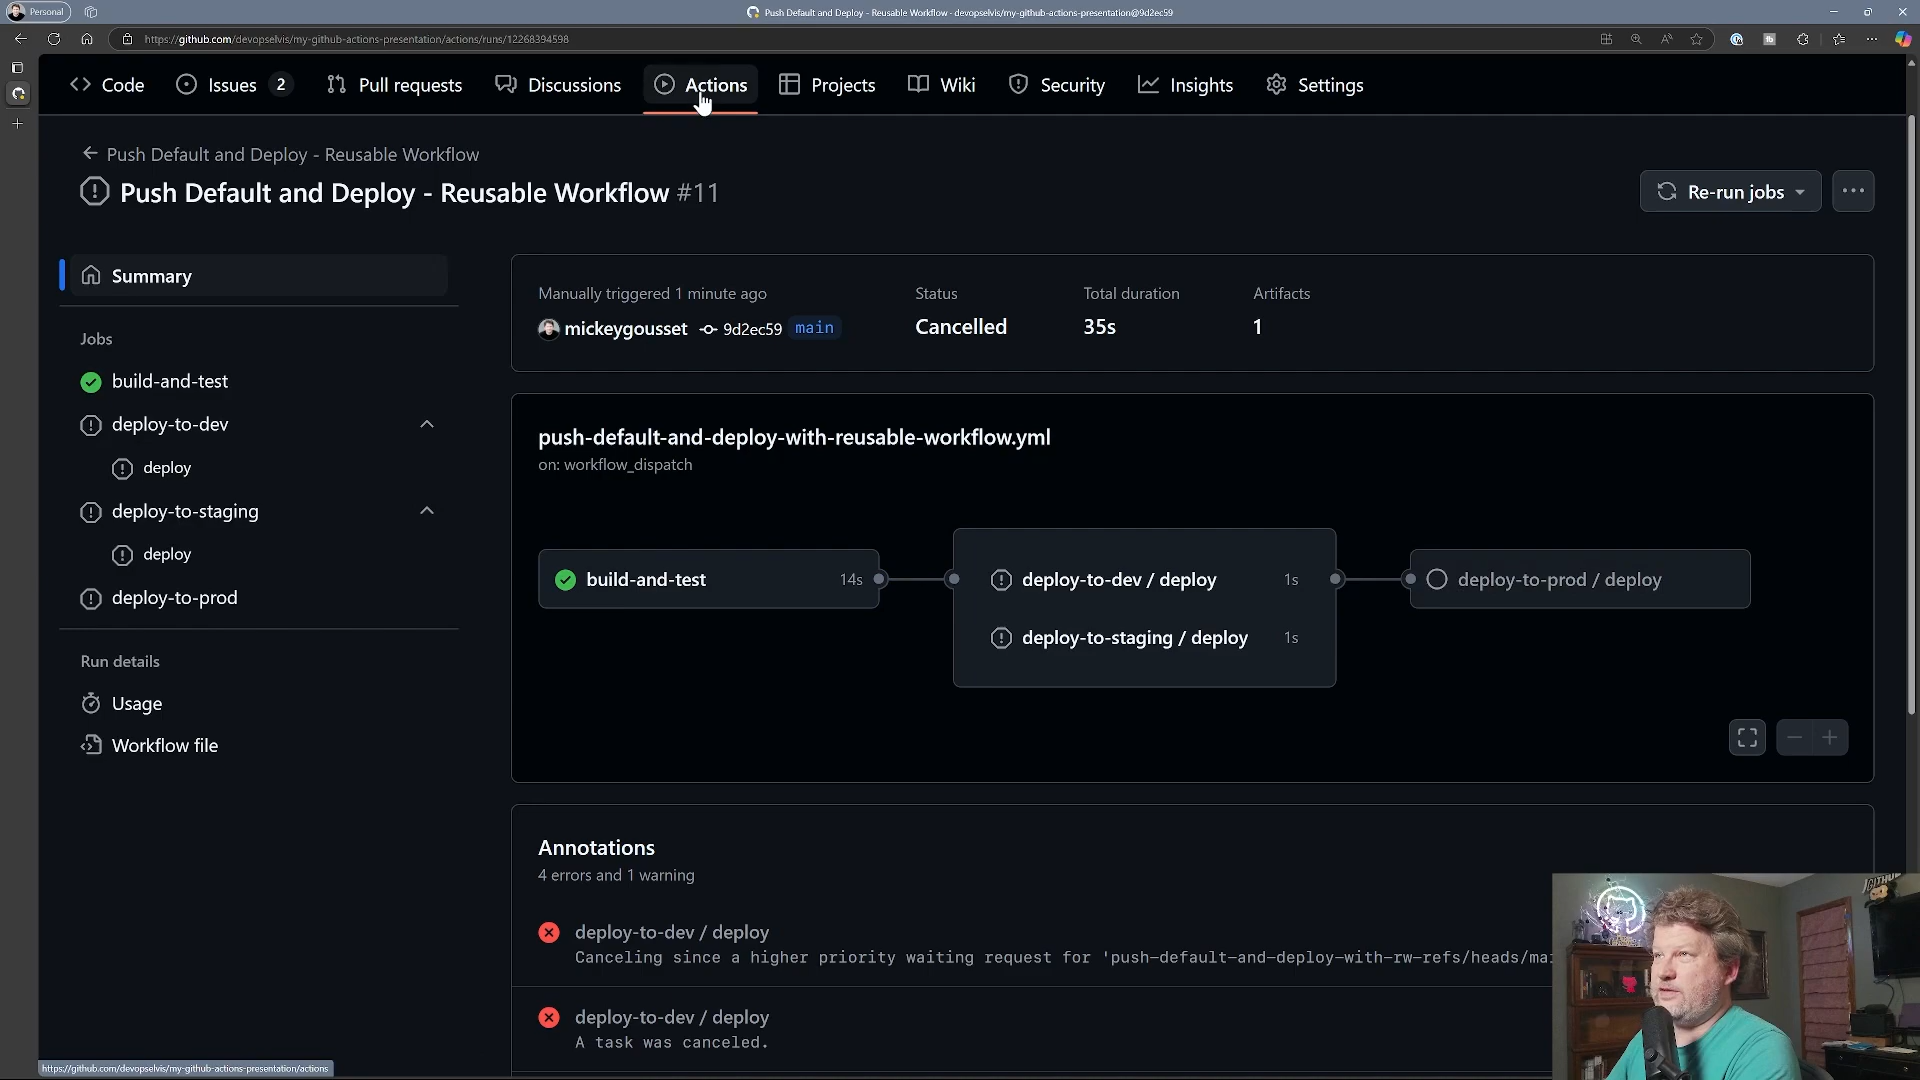 Personal
Push Default and Deploy - Reusable Workflow - devopselvis/my-github-actions-presentation@9d2ec59
https://github.com/devopselvis/my-github-actions-presentation/actions/runs/12268394598
Code
Issues 2
Pull requests
Discussions
Actions
Projects
Wiki
Security
Insights
Settings
Push Default and Deploy - Reusable Workflow
Push Default and Deploy - Reusable Workflow #11
Re-run jobs
Summary
Jobs
build-and-test
deploy-to-dev
deploy
deploy-to-staging
deploy
deploy-to-prod
Run details
Usage
Workflow file
Manually triggered 1 minute ago
mickeygousset 9d2ec59 main
Status
Cancelled
Total duration
35s
Artifacts
1
push-default-and-deploy-with-reusable-workflow.yml
on: workflow_dispatch
build-and-test 14s
deploy-to-dev / deploy 1s
deploy-to-staging / deploy 1s
deploy-to-prod / deploy
Annotations
4 errors and 1 warning
deploy-to-dev / deploy
Canceling since a higher priority waiting request for 'push-default-and-deploy-with-rw-refs/heads/mai
deploy-to-dev / deploy
A task was canceled.
https://github.com/devopselvis/my-github-actions-presentation/actions